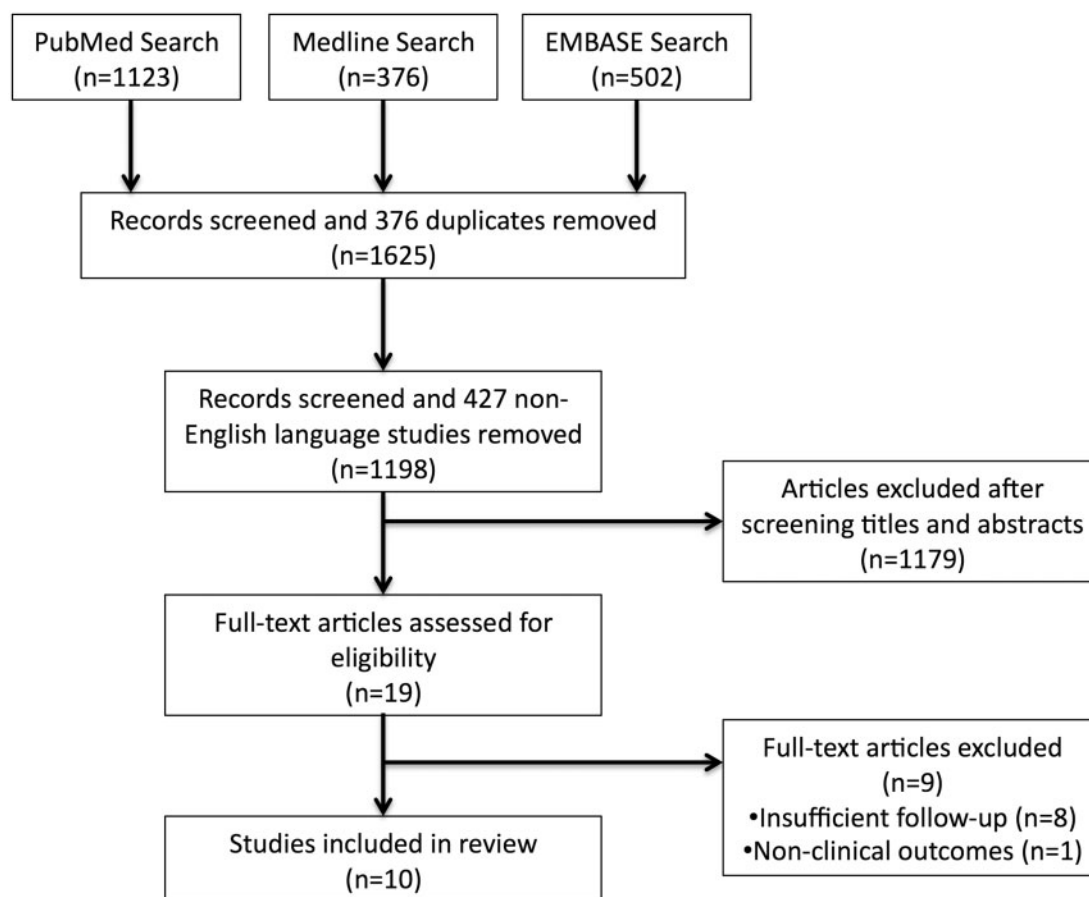 PubMed Search
(n=1123)
Medline Search
(n=376)
EMBASE Search
(n=502)
Records screened and 376 duplicates removed
(n=1625)
Records screened and 427 non-
English language studies removed
(n=1198)
Articles excluded after
screening titles and abstracts
(n=1179)
Full-text articles assessed for
eligibility
(n=19)
Full-text articles excluded
(n=9)
•Insufficient follow-up (n=8)
•Non-clinical outcomes (n=1)
Studies included in review
(n=10)